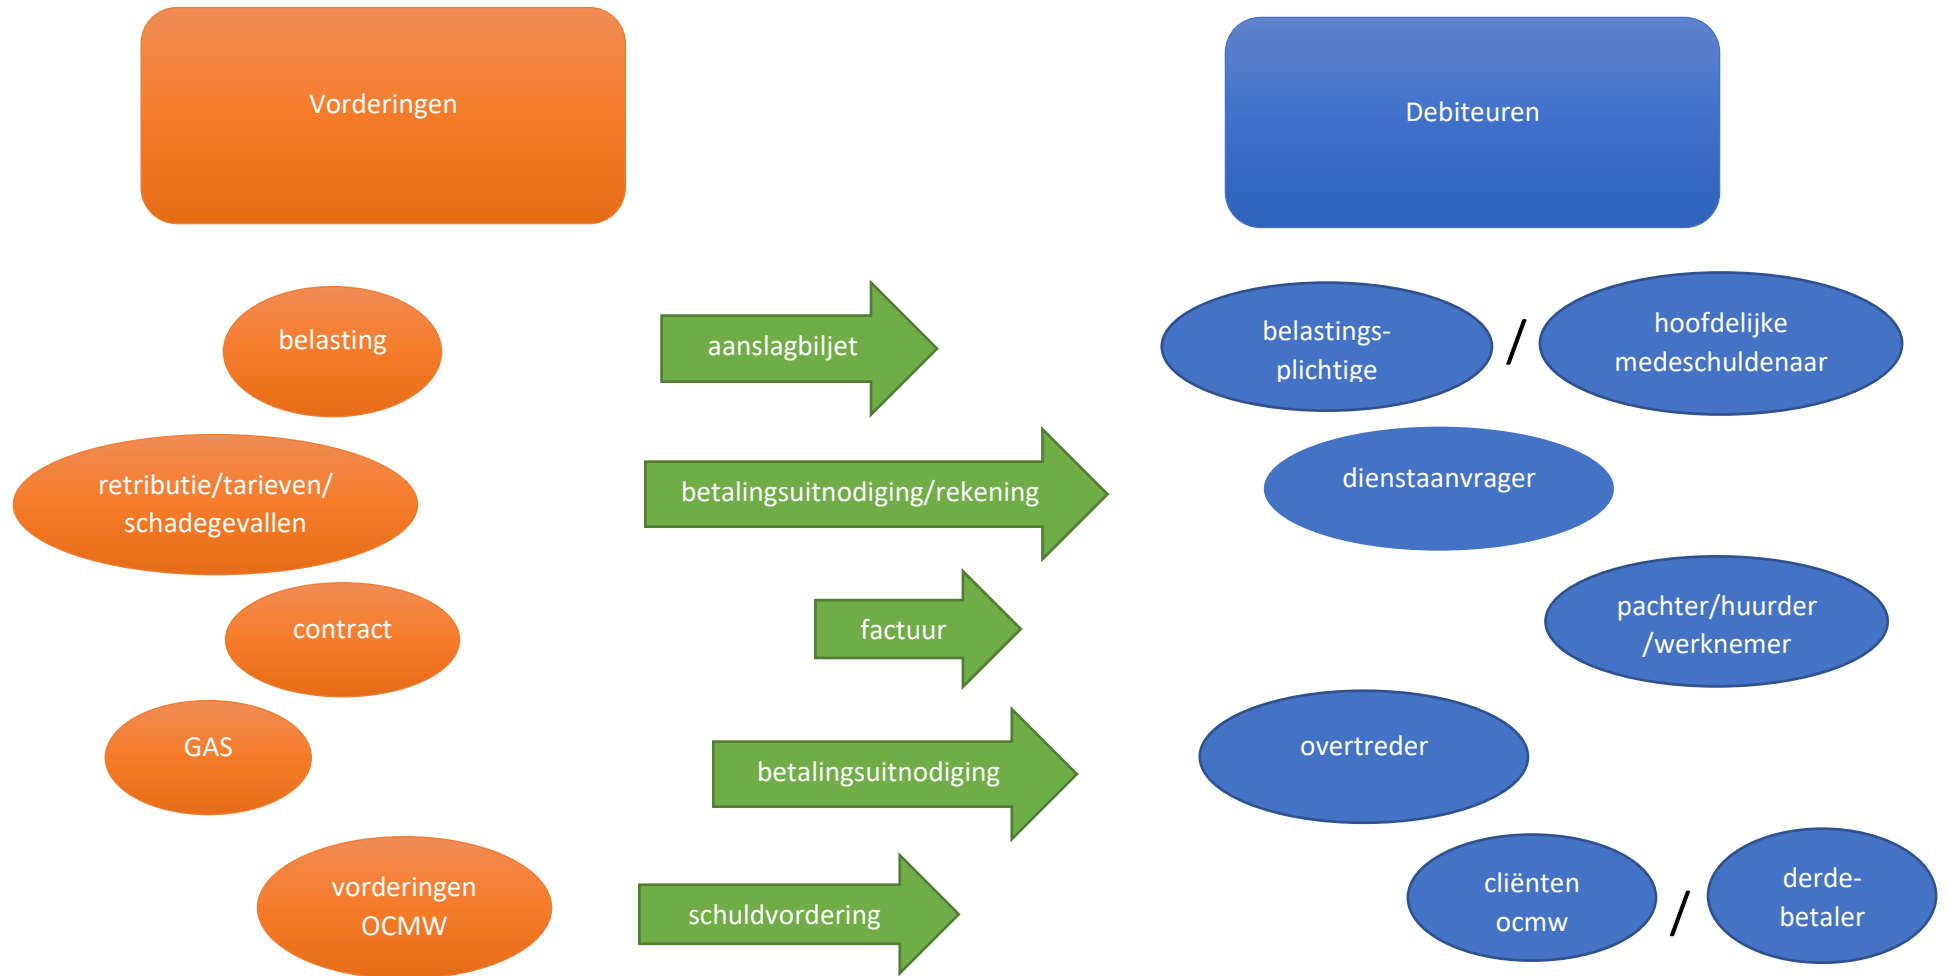 Vorderingen
Debiteuren
belasting
aanslagbiljet
belastings-
plichtige
/
hoofdelijke
medeschuldenaar
retributie/tarieven/
schadegevallen
betalingsuitnodiging/rekening
dienstaanvrager
contract
factuur
pachter/huurder
/werknemer
GAS
betalingsuitnodiging
overtreder
vorderingen
OCMW
schuldvordering
cliënten
ocmw
/
derde-
betaler